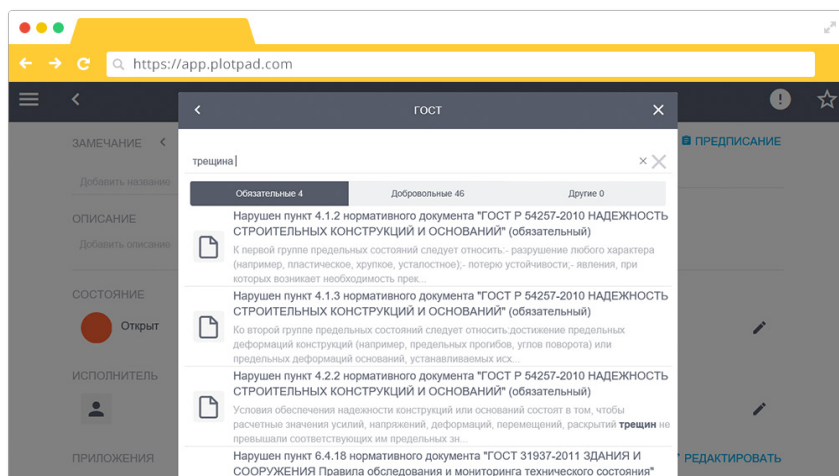 https://app.plotpad.com
ГОСТ
ЗАМЕЧАНИЕ
ПРЕДПИСАНИЕ
трещина
Добавить название
Обязательные 4 Добровольные 46 Другие 0
Нарушен пункт 4.1.2 нормативного документа "ГОСТ Р 54257-2010 НАДЕЖНОСТЬ
СТРОИТЕЛЬНЫХ КОНСТРУКЦИЙ И ОСНОВАНИЙ" (обязательный)
К первой группе предельных состояний следует относить:- разрушение любого характера
(например, пластическое, хрупкое, усталостное);- потерю устойчивости;- явления, при
которых возникает необходимость прек...
ОПИСАНИЕ
Добавить описание
Нарушен пункт 4.1.3 нормативного документа "ГОСТ Р 54257-2010 НАДЕЖНОСТЬ
СТРОИТЕЛЬНЫХ КОНСТРУКЦИЙ И ОСНОВАНИЙ" (обязательный)
Ко второй группе предельных состояний следует относить:достижение предельных
деформаций конструкций (например, предельных прогибов, углов поворота) или
предельных деформаций оснований, устанавливаемых исх...
СОСТОЯНИЕ
Открыт
Нарушен пункт 4.2.2 нормативного документа "ГОСТ Р 54257-2010 НАДЕЖНОСТЬ
СТРОИТЕЛЬНЫХ КОНСТРУКЦИЙ И ОСНОВАНИЙ" (обязательный)
Условия обеспечения надежности конструкций или оснований состоят в том, чтобы
расчетные значения усилий, напряжений, деформаций, перемещений, раскрытий трещин не
превышали соответствующих им предельных зн...
ИСПОЛНИТЕЛЬ
Нарушен пункт 6.4.18 нормативного документа "ГОСТ 31937-2011 ЗДАНИЯ И
СООРУЖЕНИЯ Правила обследования и мониторинга технического состояния"
ПРИЛОЖЕНИЯ
РЕДАКТИРОВАТЬ